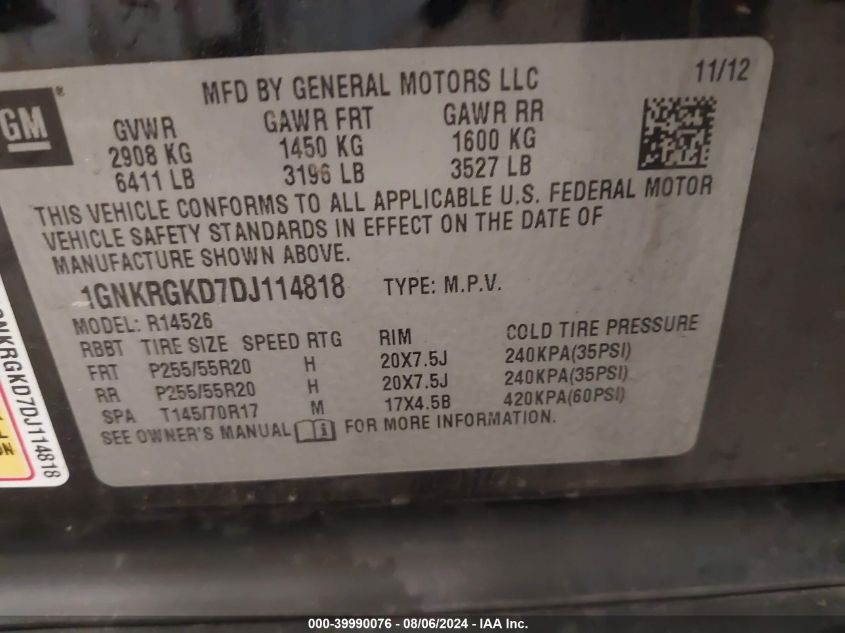 MFD BY GENERAL MOTORS LLC 11/12
GM®
GVWR GAWR FRT GAWR RR
2908 KG 1450 KG 1600 KG
6411 LB 3196 LB 3527 LB
THIS VEHICLE CONFORMS TO ALL APPLICABLE U.S. FEDERAL MOTOR
VEHICLE SAFETY STANDARDS IN EFFECT ON THE DATE OF
MANUFACTURE SHOWN ABOVE.
1GNKRGKD7DJ114818 TYPE: M.P.V.
MODEL: R14526
RBBT TIRE SIZE SPEED RTG RIM COLD TIRE PRESSURE
FRT P255/55R20 H 20X7.5J 240KPA(35PSI)
RR P255/55R20 H 20X7.5J 240KPA(35PSI)
SPA T145/70R17 M 17X4.5B 420KPA(60PSI)
SEE OWNER'S MANUAL FOR MORE INFORMATION.
NKRGKD7DJ114818
000-39990076 - 08/06/2024 - IAA Inc.